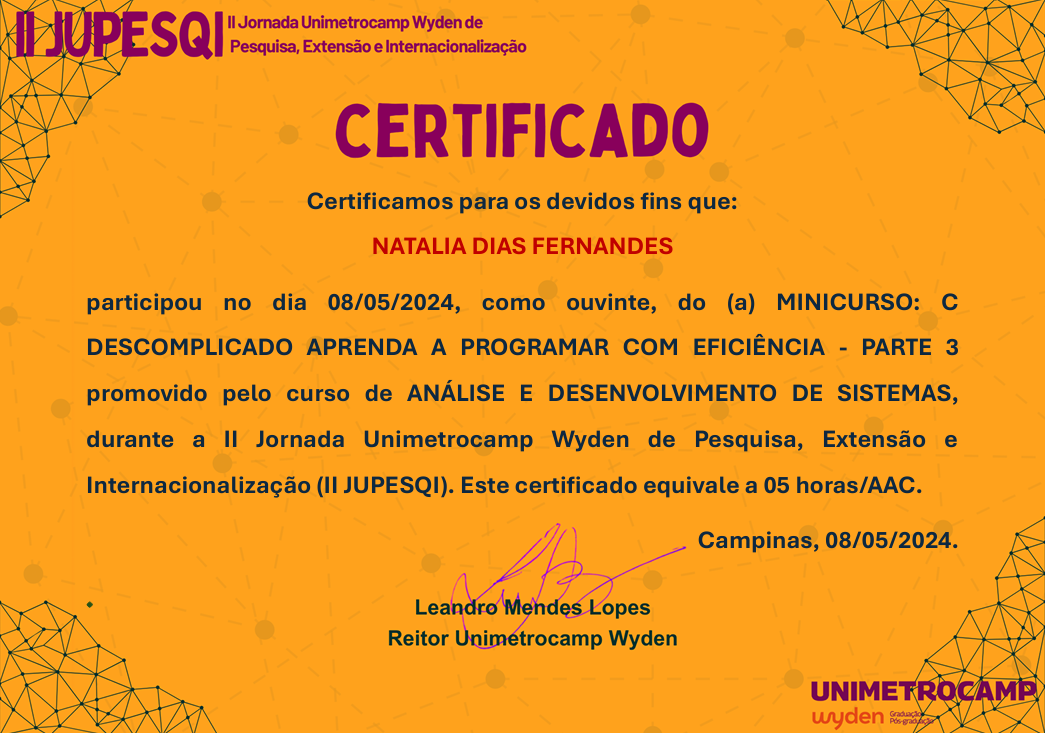 II JUPESQI
II Jornada Unimetrocamp Wyden de
Pesquisa, Extensão e Internacionalização
CERTIFICADO
Certificamos para os devidos fins que:
NATALIA DIAS FERNANDES
participou no dia 08/05/2024, como ouvinte, do (a) MINICURSO: C
DESCOMPLICADO APRENDA A PROGRAMAR COM EFICIÊNCIA - PARTE 3
promovido pelo curso de ANÁLISE E DESENVOLVIMENTO DE SISTEMAS,
durante a II Jornada Unimetrocamp Wyden de Pesquisa, Extensão e
Internacionalização (II JUPESQI). Este certificado equivale a 05 horas/AAC.
Campinas, 08/05/2024.
Leandro Mendes Lopes
Reitor Unimetrocamp Wyden
UNIMETROCAMP
wyden
Graduação
Pós-graduação